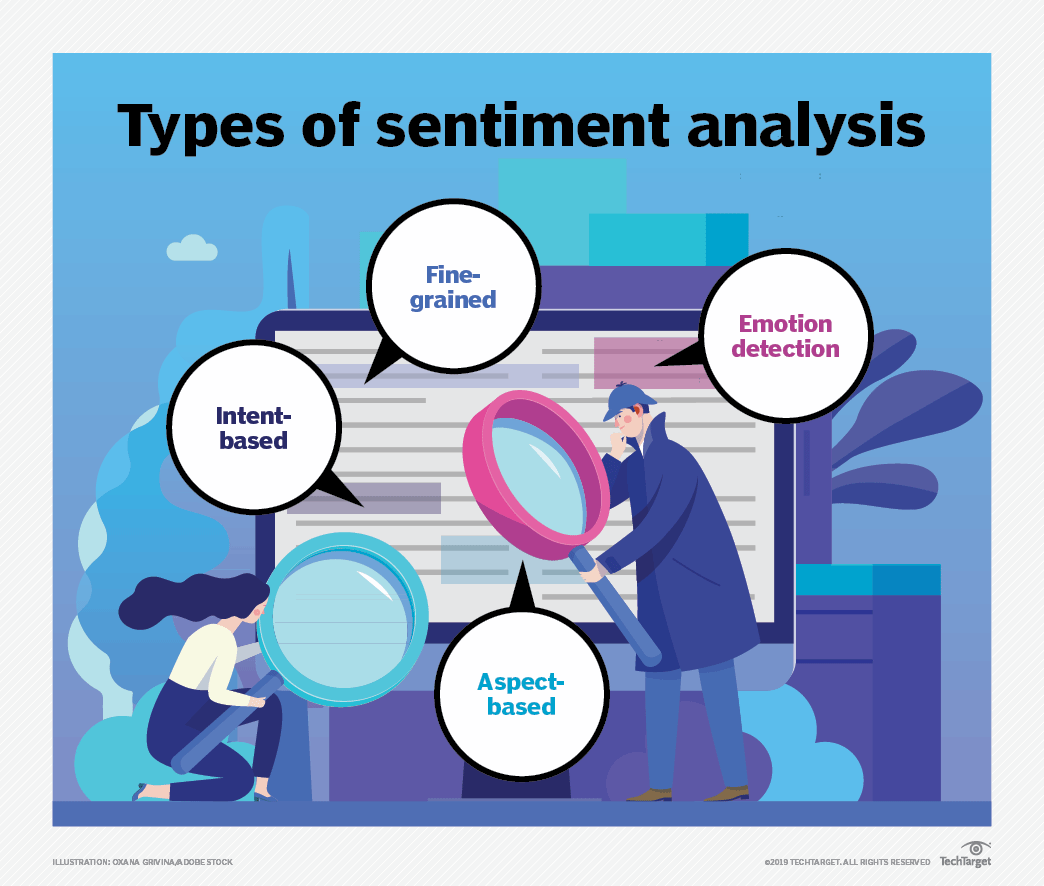 Types of sentiment analysis
Fine-
grained
Emotion
detection
Intent-
based
Aspect-
based
ILLUSTRATION: OXANA GRIVINA/ADOBE STOCK
©2019 TECHTARGET. ALL RIGHTS RESERVED
TechTarget